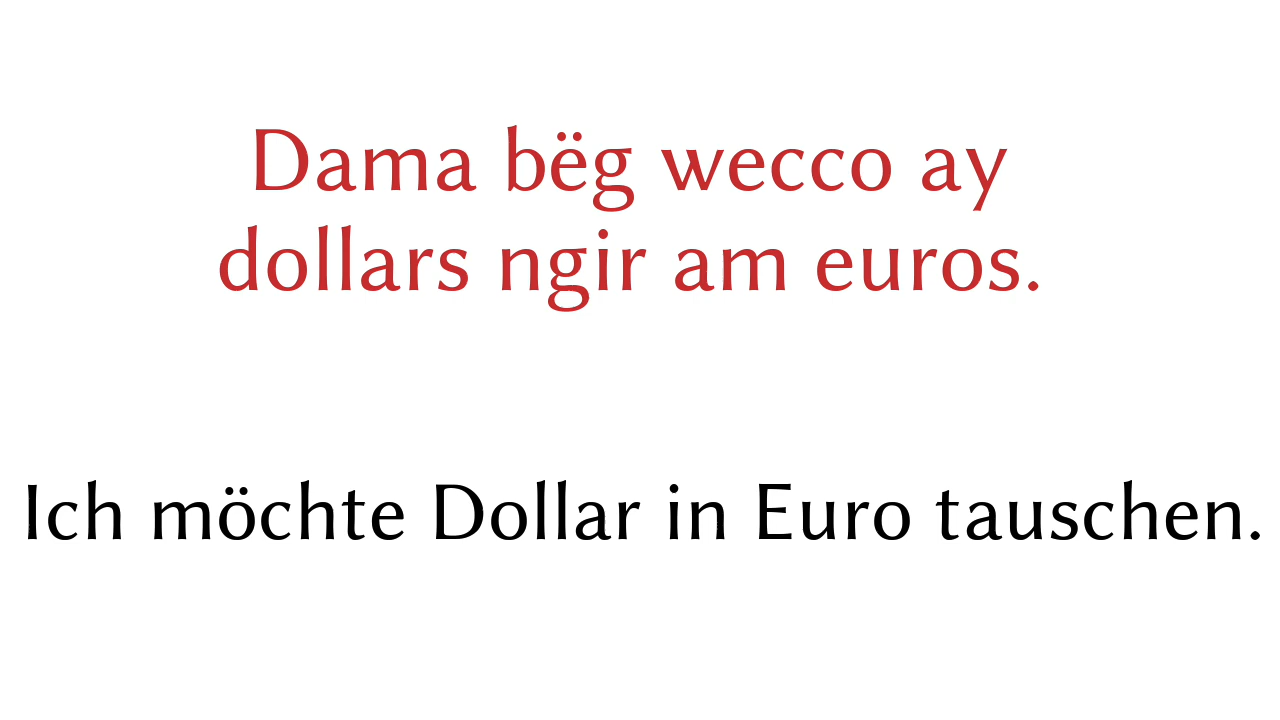 Dama bëg wecco ay
dollars ngir am euros.
Ich möchte Dollar in Euro tauschen.